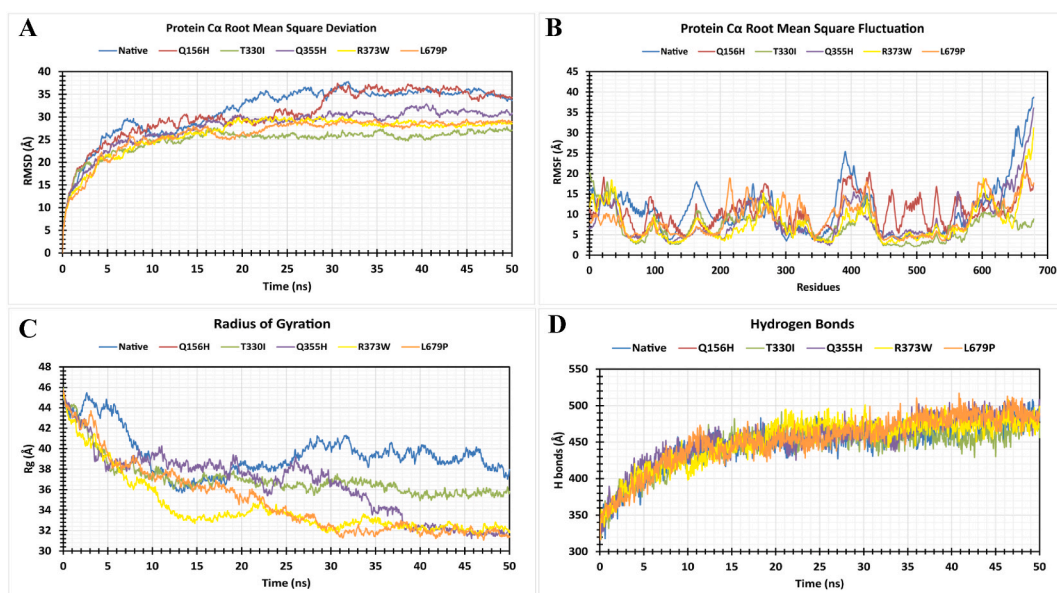 A
Protein Cα Root Mean Square Deviation
Native Q156H T330I Q355H R373W L679P
RMSD (Å)
40
35
30
25
20
15
10
5
0
0 5 10 15 20 25 30 35 40 45 50
Time (ns)
B
Protein Cα Root Mean Square Fluctuation
Native Q156H T330I Q355H R373W L679P
RMSF (Å)
45
40
35
30
25
20
15
10
5
0
0 100 200 300 400 500 600 700
Residues
C
Radius of Gyration
Native Q156H T330I Q355H R373W L679P
Rg (Å)
48
46
44
42
40
38
36
34
32
30
0 5 10 15 20 25 30 35 40 45 50
Time (ns)
D
Hydrogen Bonds
Native Q156H T330I Q355H R373W L679P
H bonds (Å)
550
500
450
400
350
300
0 5 10 15 20 25 30 35 40 45 50
Time (ns)